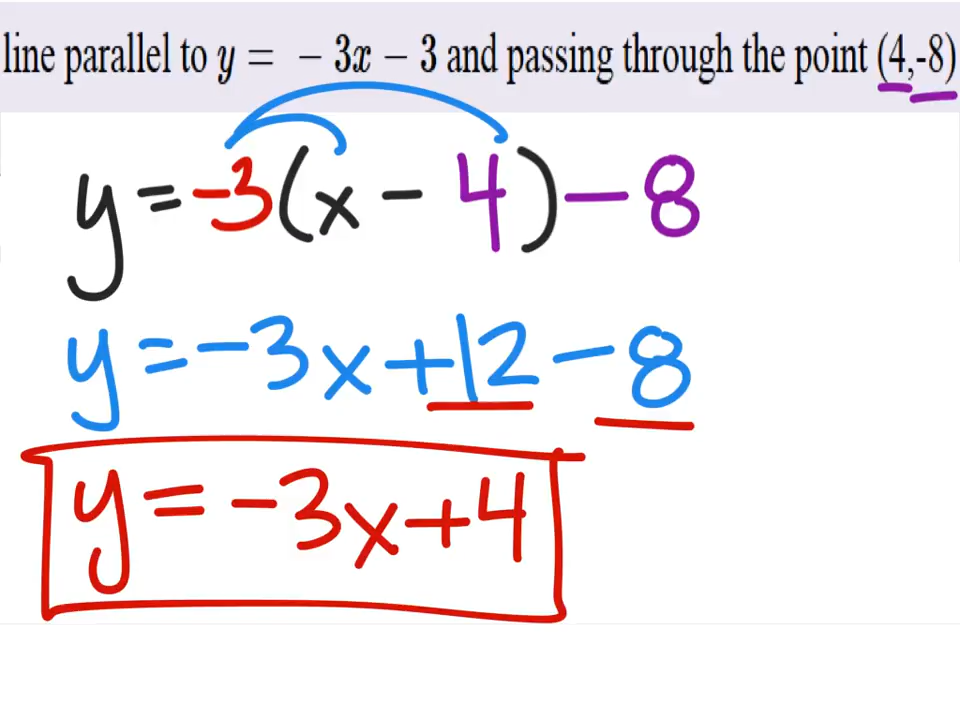 line parallel to y = − 3x − 3 and passing through the point (4,-8)
y = -3(x - 4) - 8
y = -3x + 12 - 8
y = -3x + 4